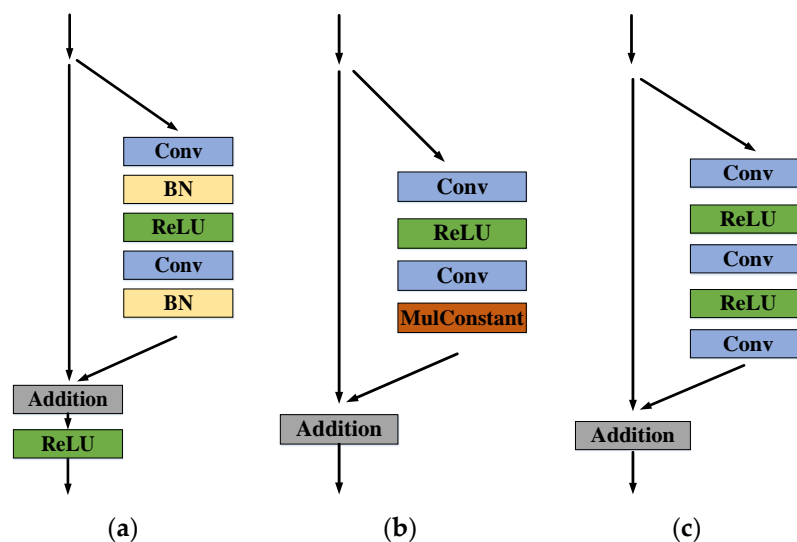 Conv
BN
ReLU
Conv
BN
Addition
ReLU
(a)
Conv
ReLU
Conv
MulConstant
Addition
(b)
Conv
ReLU
Conv
ReLU
Conv
Addition
(c)